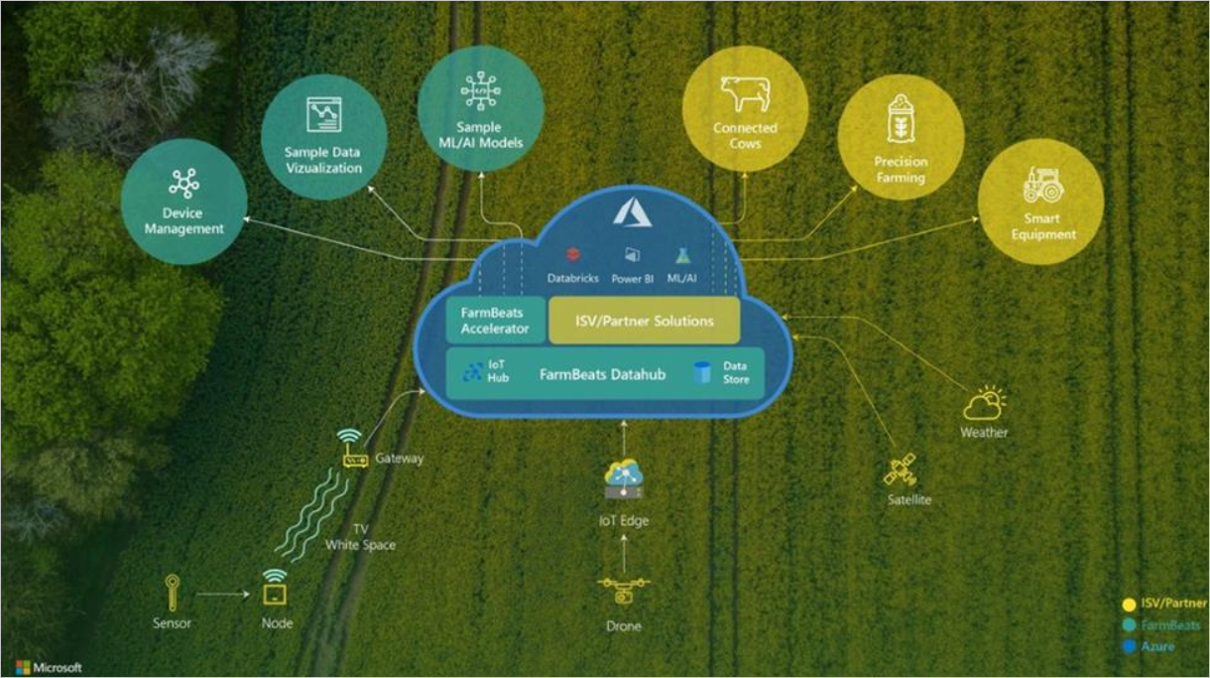 Sample
ML/AI Models
Connected
Cows
Sample Data
Vizualization
Precision
Farming
Device
Management
Smart
Equipment
Databricks
Power BI
ML/AI
FarmBeats
Accelerator
ISV/Partner Solutions
IoT
Hub
FarmBeats Datahub
Data
Store
Weather
Gateway
Satellite
IoT Edge
TV
White Space
Sensor
Node
Drone
ISV/Partner
FarmBeats
Azure
Microsoft